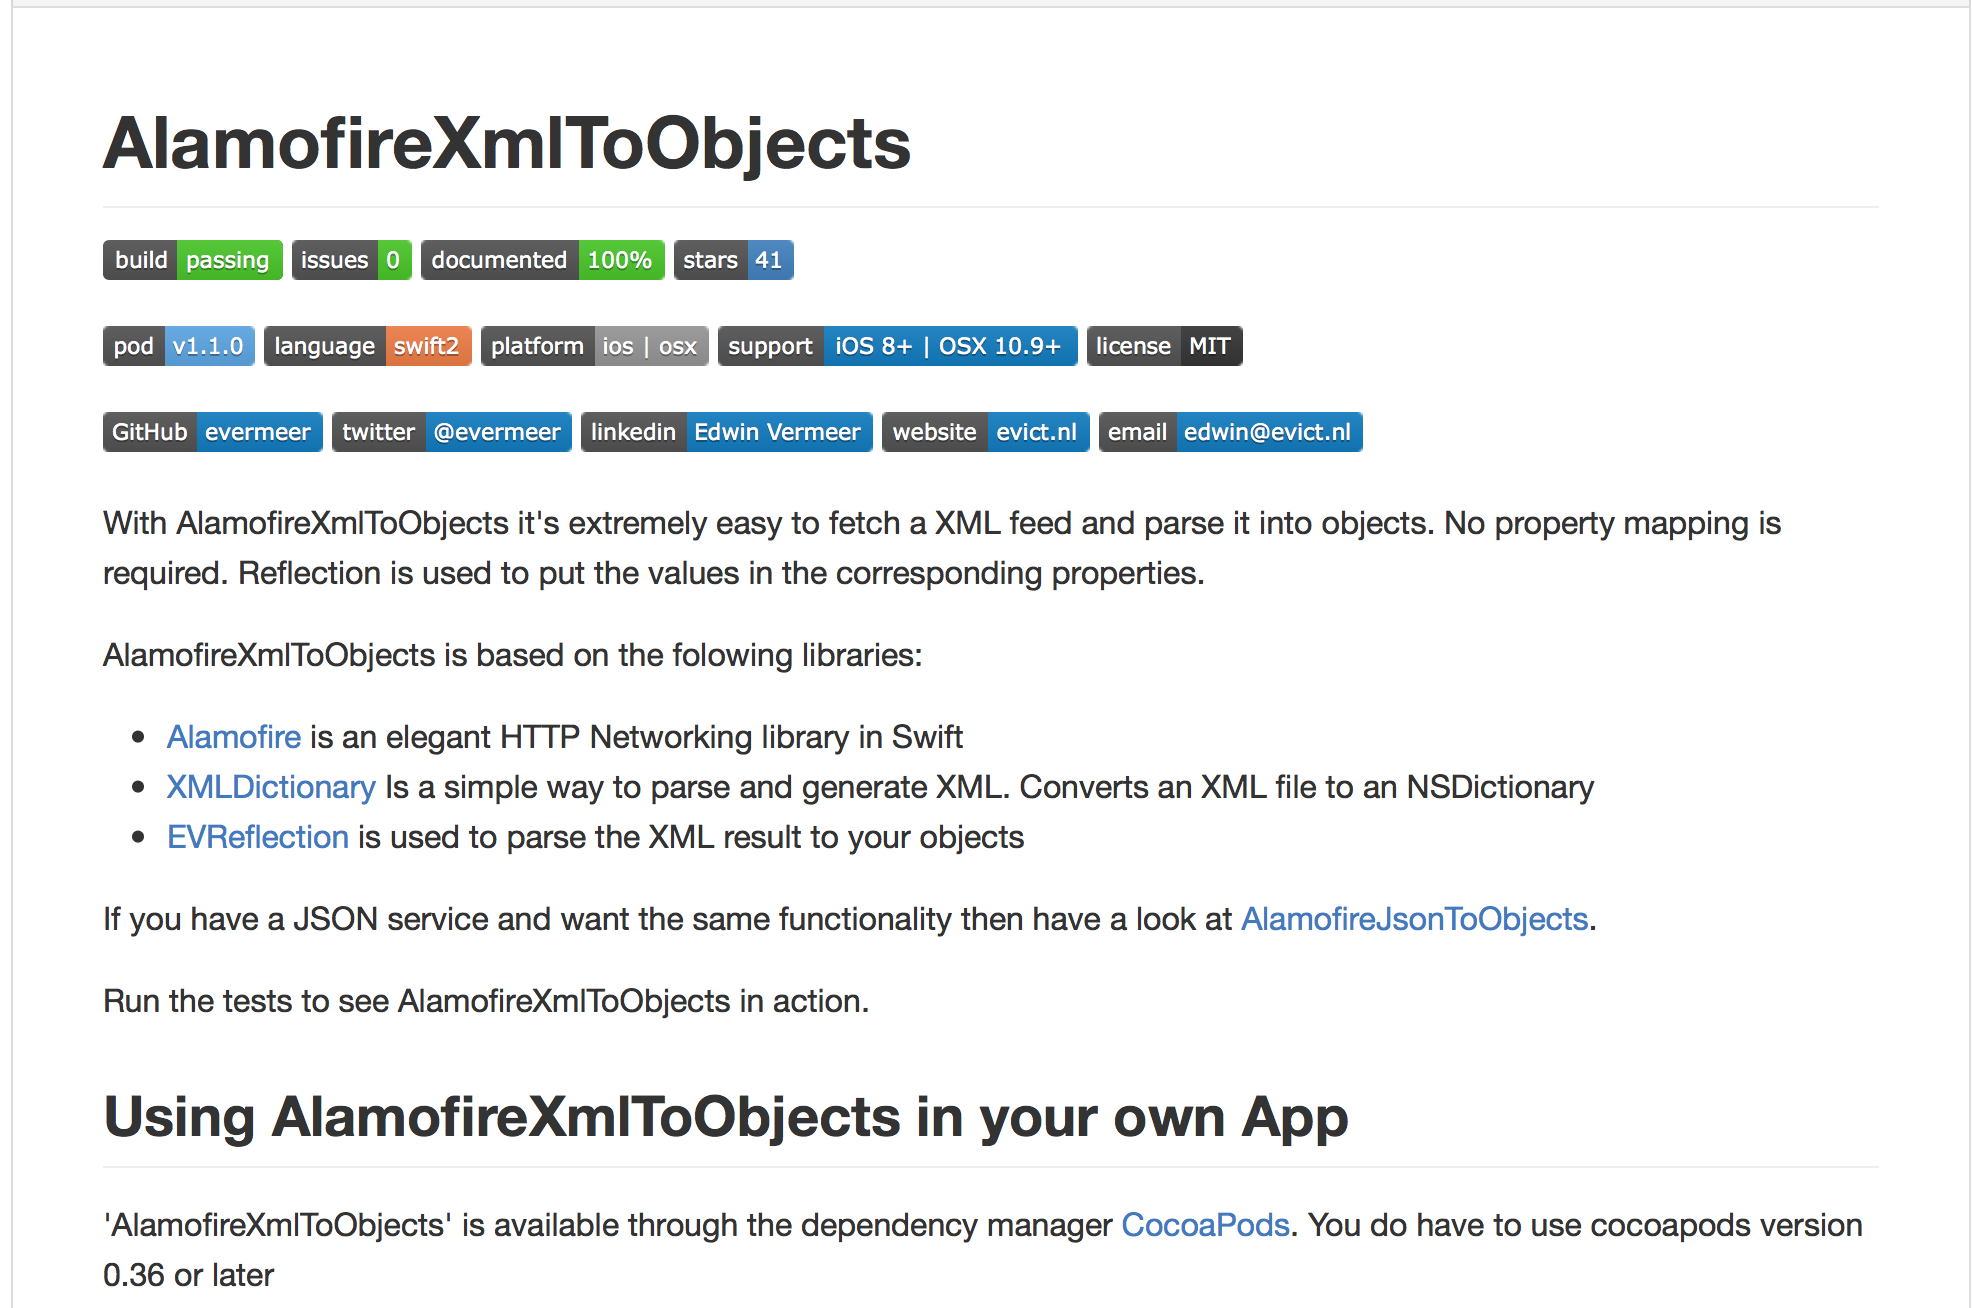 AlamofireXmlToObjects
build passing issues 0 documented 100% stars 41
pod v1.1.0 language swift2 platform ios | osx support iOS 8+ | OSX 10.9+ license MIT
GitHub evermeer twitter @evermeer linkedin Edwin Vermeer website evict.nl email edwin@evict.nl
With AlamofireXmlToObjects it's extremely easy to fetch a XML feed and parse it into objects. No property mapping is
required. Reflection is used to put the values in the corresponding properties.
AlamofireXmlToObjects is based on the folowing libraries:
• Alamofire is an elegant HTTP Networking library in Swift
• XMLDictionary Is a simple way to parse and generate XML. Converts an XML file to an NSDictionary
• EVReflection is used to parse the XML result to your objects
If you have a JSON service and want the same functionality then have a look at AlamofireJsonToObjects.
Run the tests to see AlamofireXmlToObjects in action.
Using AlamofireXmlToObjects in your own App
'AlamofireXmlToObjects' is available through the dependency manager CocoaPods. You do have to use cocoapods version
0.36 or later